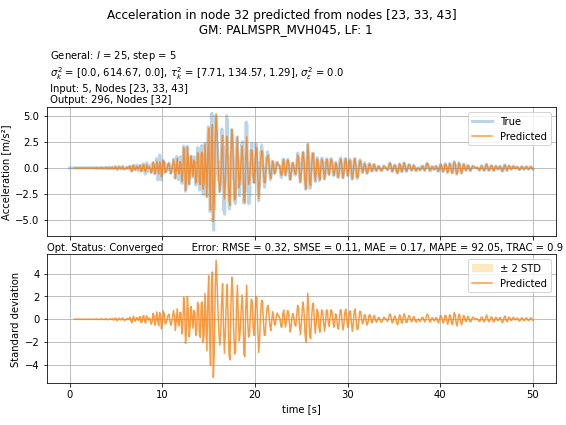 Acceleration in node 32 predicted from nodes [23, 33, 43]
GM: PALMSPR_MVH045, LF: 1
General: l = 25, step = 5
σ²ₖ = [0.0, 614.67, 0.0], τ²ₖ = [7.71, 134.57, 1.29], σ²ε = 0.0
Input: 5, Nodes [23, 33, 43]
Output: 296, Nodes [32]
5.0
2.5
0.0
−2.5
−5.0
Acceleration [m/s²]
True
Predicted
Opt. Status: Converged Error: RMSE = 0.32, SMSE = 0.11, MAE = 0.17, MAPE = 92.05, TRAC = 0.9
4
2
0
−2
−4
Standard deviation
± 2 STD
Predicted
0 10 20 30 40 50
time [s]